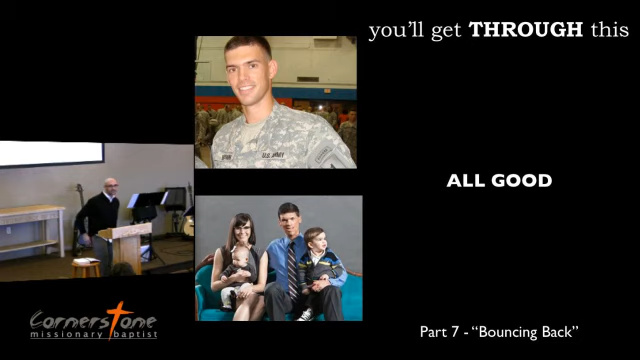 you'll get THROUGH this
U.S. ARMY
ALL GOOD
Cornerstone
missionary baptist
Part 7 - “Bouncing Back”